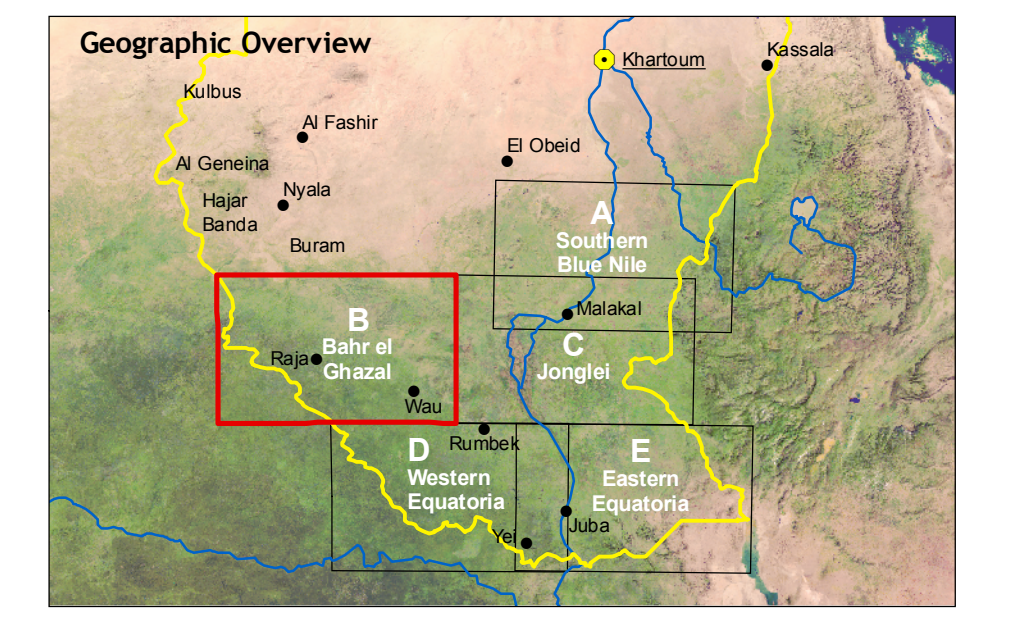 Geographic Overview
Khartoum
Kassala
Kulbus
Al Fashir
El Obeid
Al Geneina
Nyala
Hajar
Banda
Buram
A
Southern
Blue Nile
Malakal
B
Bahr el
Ghazal
Raja
Wau
C
Jonglei
Rumbek
D
Western
Equatoria
E
Eastern
Equatoria
Juba
Yei